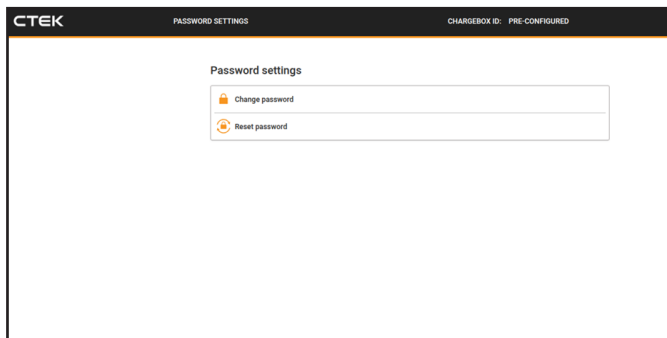 CTEK
PASSWORD SETTINGS
CHARGEBOX ID: PRE-CONFIGURED
Password settings
Change password
Reset password